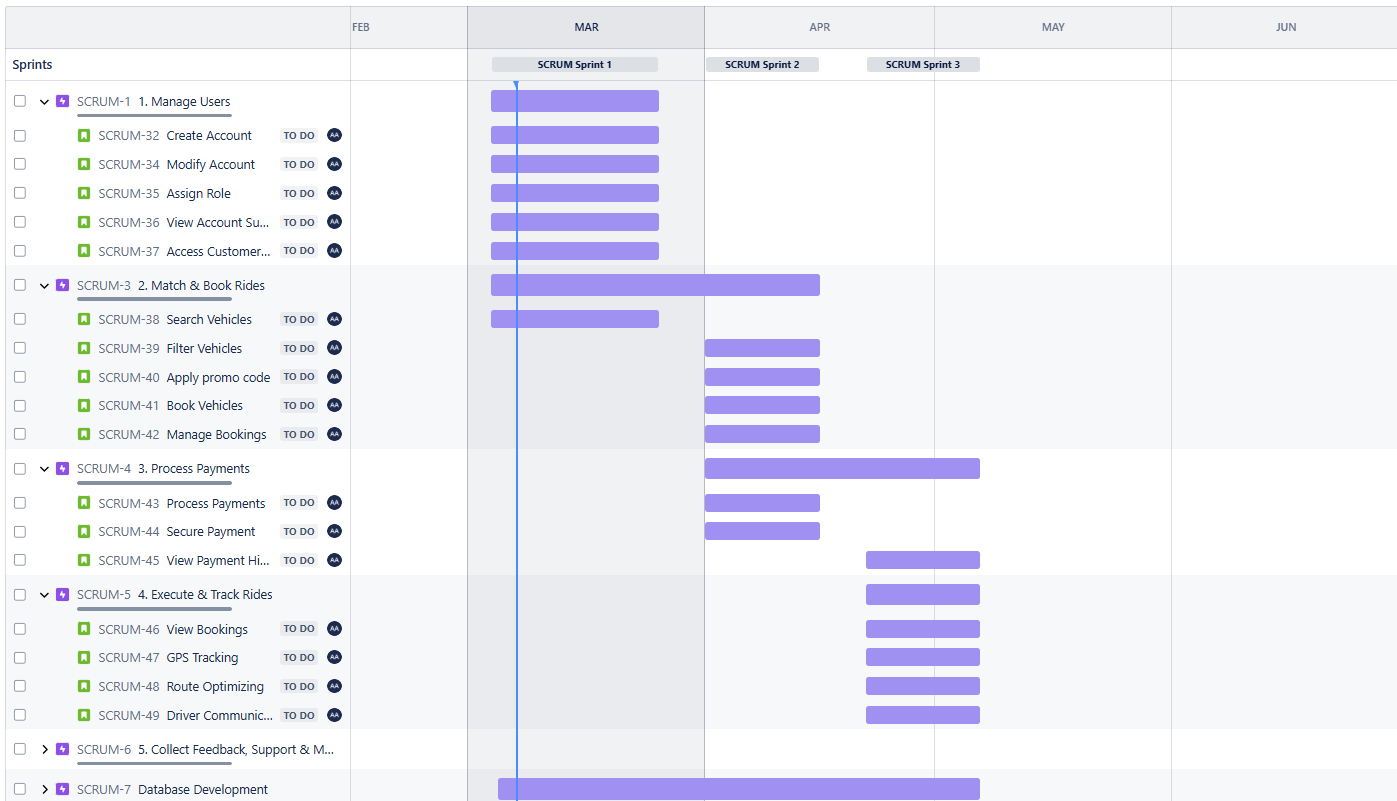 FEB MAR APR MAY JUN
Sprints SCRUM Sprint 1 SCRUM Sprint 2 SCRUM Sprint 3
SCRUM-1 1. Manage Users
SCRUM-32 Create Account TO DO AA
SCRUM-34 Modify Account TO DO AA
SCRUM-35 Assign Role TO DO AA
SCRUM-36 View Account Su... TO DO AA
SCRUM-37 Access Customer... TO DO AA
SCRUM-3 2. Match & Book Rides
SCRUM-38 Search Vehicles TO DO AA
SCRUM-39 Filter Vehicles TO DO AA
SCRUM-40 Apply promo code TO DO AA
SCRUM-41 Book Vehicles TO DO AA
SCRUM-42 Manage Bookings TO DO AA
SCRUM-4 3. Process Payments
SCRUM-43 Process Payments TO DO AA
SCRUM-44 Secure Payment TO DO AA
SCRUM-45 View Payment Hi... TO DO AA
SCRUM-5 4. Execute & Track Rides
SCRUM-46 View Bookings TO DO AA
SCRUM-47 GPS Tracking TO DO AA
SCRUM-48 Route Optimizing TO DO AA
SCRUM-49 Driver Communic... TO DO AA
SCRUM-6 5. Collect Feedback, Support & M...
SCRUM-7 Database Development